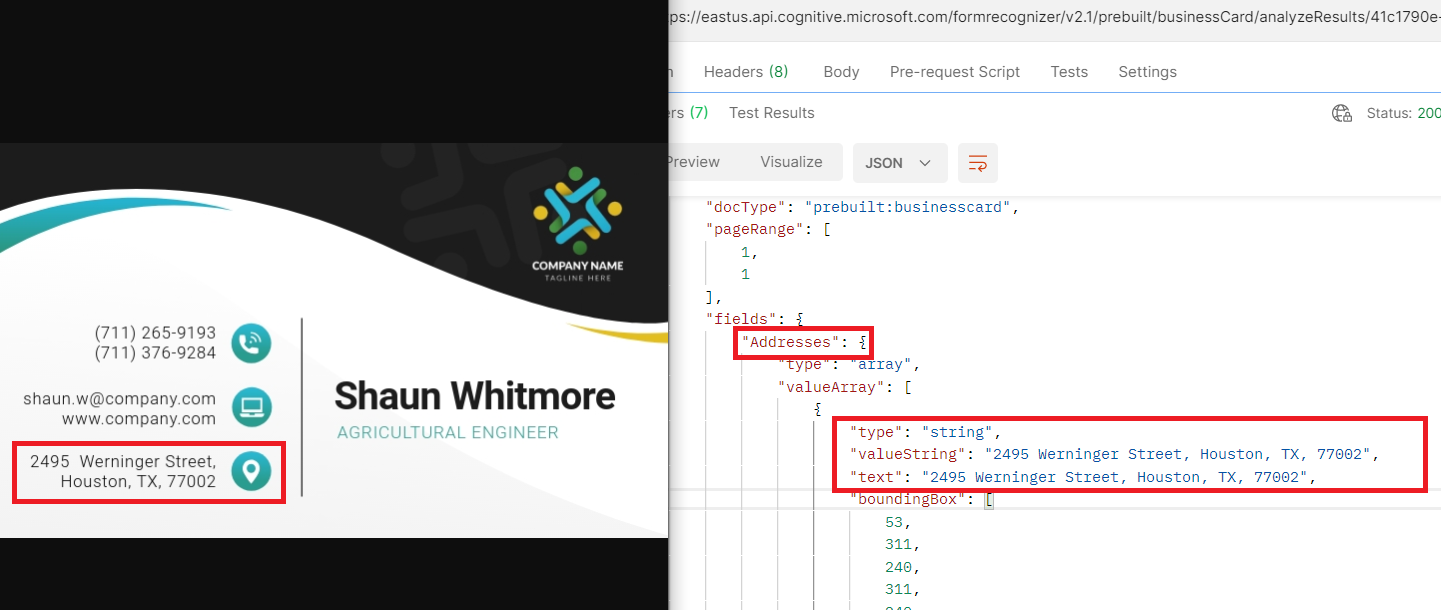 COMPANY NAME
TAGLINE HERE
(711) 265-9193
(711) 376-9284
shaun.w@company.com
www.company.com
2495 Werninger Street,
Houston, TX, 77002
Shaun Whitmore
AGRICULTURAL ENGINEER
ps://eastus.api.cognitive.microsoft.com/formrecognizer/v2.1/prebuilt/businessCard/analyzeResults/41c1790e-
n Headers (8) Body Pre-request Script Tests Settings
ers (7) Test Results Status: 200
Preview Visualize JSON
"docType": "prebuilt:businesscard",
"pageRange": [
1,
1
],
"fields": {
"Addresses": {
"type": "array",
"valueArray": [
{
"type": "string",
"valueString": "2495 Werninger Street, Houston, TX, 77002",
"text": "2495 Werninger Street, Houston, TX, 77002",
"boundingBox": [
53,
311,
240,
311,